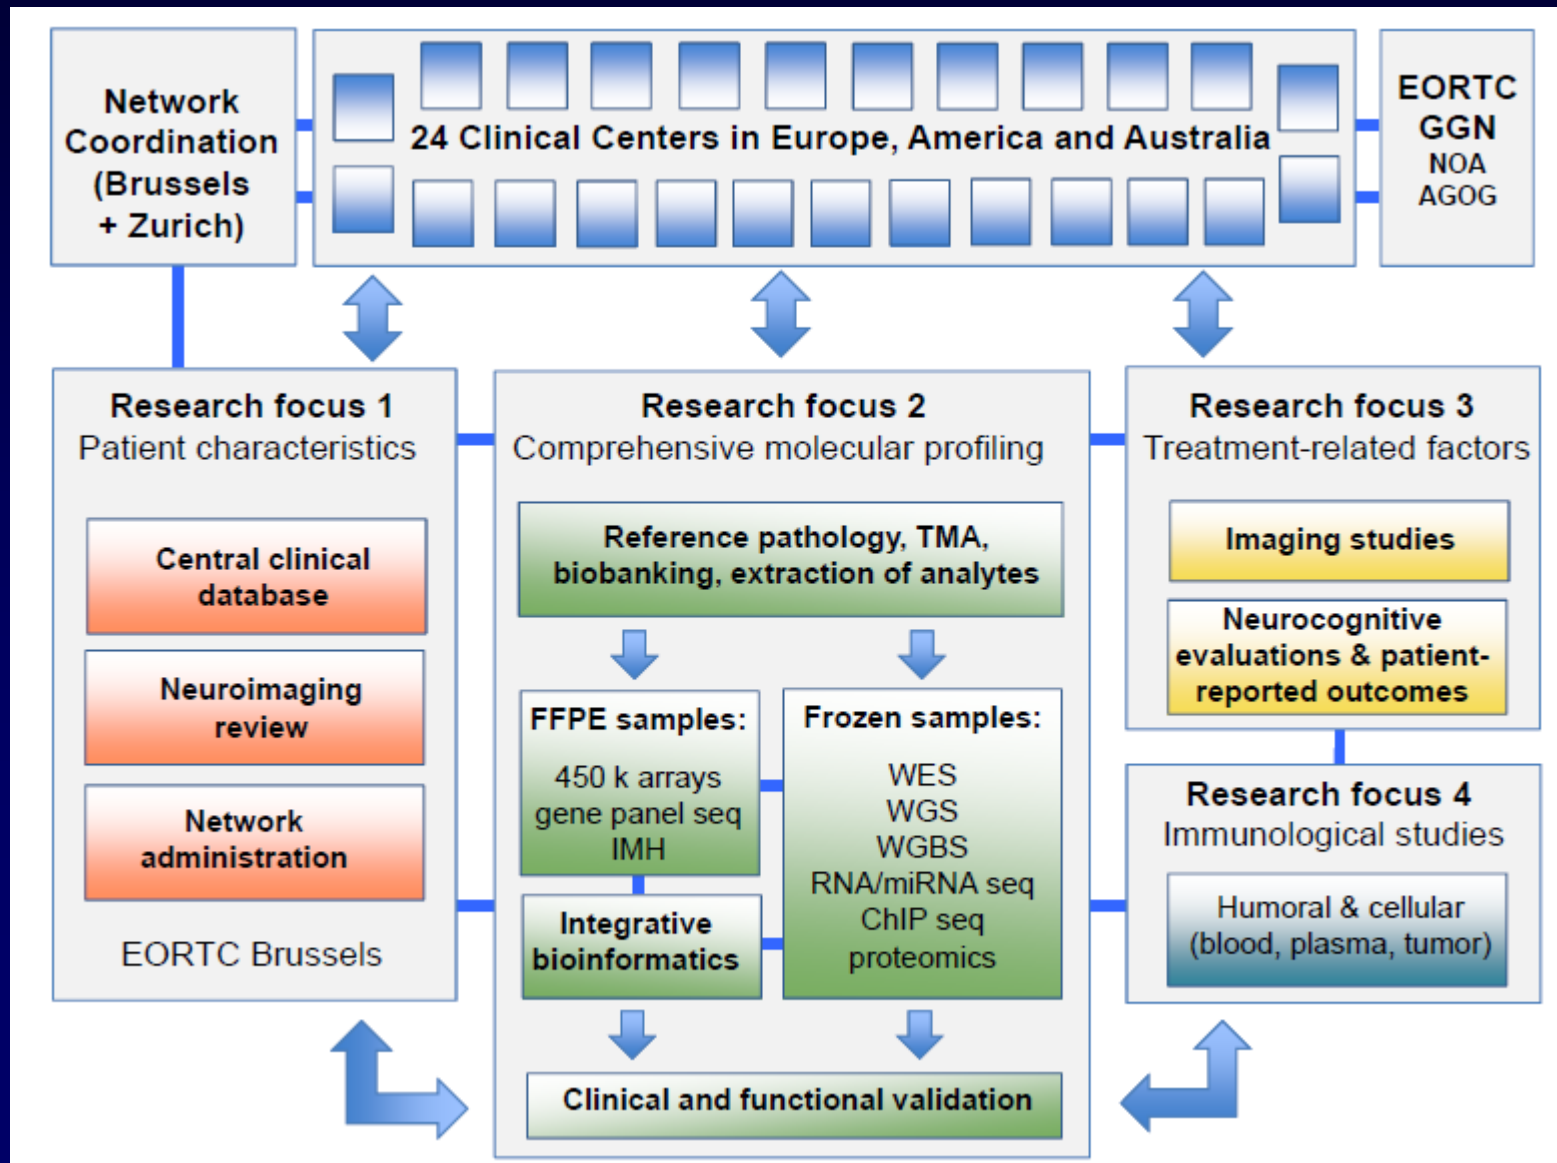 Network
Coordination
(Brussels
+ Zurich)
24 Clinical Centers in Europe, America and Australia
EORTC
GGN
NOA
AGOG
Research focus 1
Patient characteristics
Central clinical
database
Neuroimaging
review
Network
administration
EORTC Brussels
Research focus 2
Comprehensive molecular profiling
Reference pathology, TMA,
biobanking, extraction of analytes
FFPE samples:
450 k arrays
gene panel seq
IMH
Integrative
bioinformatics
Frozen samples:
WES
WGS
WGBS
RNA/miRNA seq
ChIP seq
proteomics
Clinical and functional validation
Research focus 3
Treatment-related factors
Imaging studies
Neurocognitive
evaluations & patient-
reported outcomes
Research focus 4
Immunological studies
Humoral & cellular
(blood, plasma, tumor)